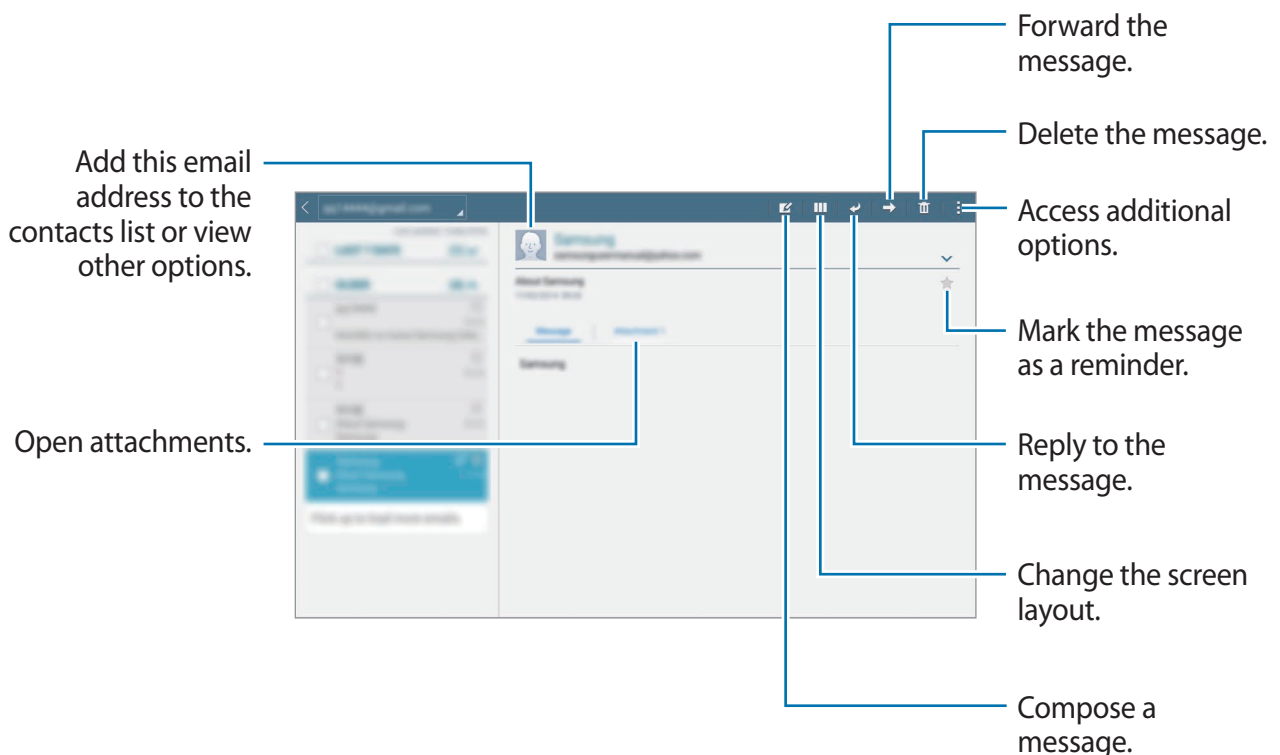 Forward the
message.
Delete the message.
Add this email
address to the
contacts list or view
other options.
Access additional
options.
Samsung
About Samsung
Mark the message
as a reminder.
Message
Attachment 1
Samsung
Open attachments.
Reply to the
message.
Change the screen
layout.
Compose a
message.